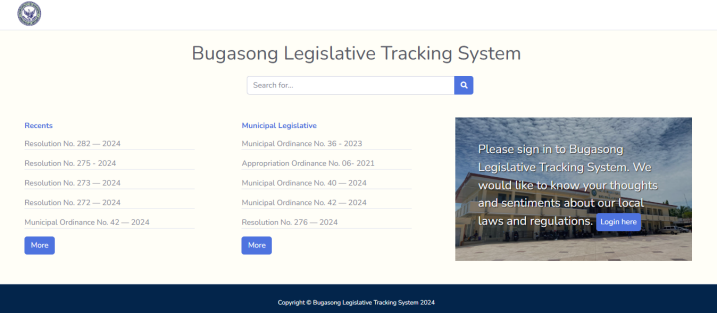 Bugasong Legislative Tracking System
Search for...
Recents
Resolution No. 282 — 2024
Resolution No. 275 - 2024
Resolution No. 273 — 2024
Resolution No. 272 — 2024
Municipal Ordinance No. 42 — 2024
More
Municipal Legislative
Municipal Ordinance No. 36 - 2023
Appropriation Ordinance No. 06- 2021
Municipal Ordinance No. 40 — 2024
Municipal Ordinance No. 42 — 2024
Resolution No. 276 — 2024
More
Please sign in to Bugasong
Legislative Tracking System. We
would like to know your thoughts
and sentiments about our local
laws and regulations. Login here
Copyright © Bugasong Legislative Tracking System 2024